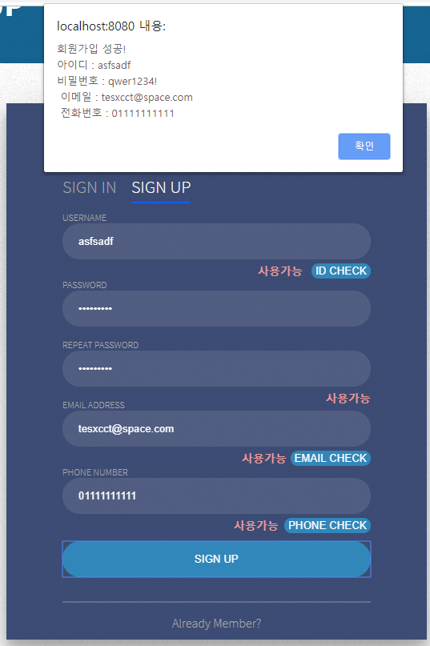 localhost:8080 내용:
회원가입 성공!
아이디 : asfsadf
비밀번호 : qwer1234!
이메일 : tesxcct@space.com
전화번호 : 01111111111
확인
SIGN IN SIGN UP
USERNAME
asfsadf
사용가능 ID CHECK
PASSWORD
•••••••••
REPEAT PASSWORD
•••••••••
사용가능
EMAIL ADDRESS
tesxcct@space.com
사용가능 EMAIL CHECK
PHONE NUMBER
01111111111
사용가능 PHONE CHECK
SIGN UP
Already Member?